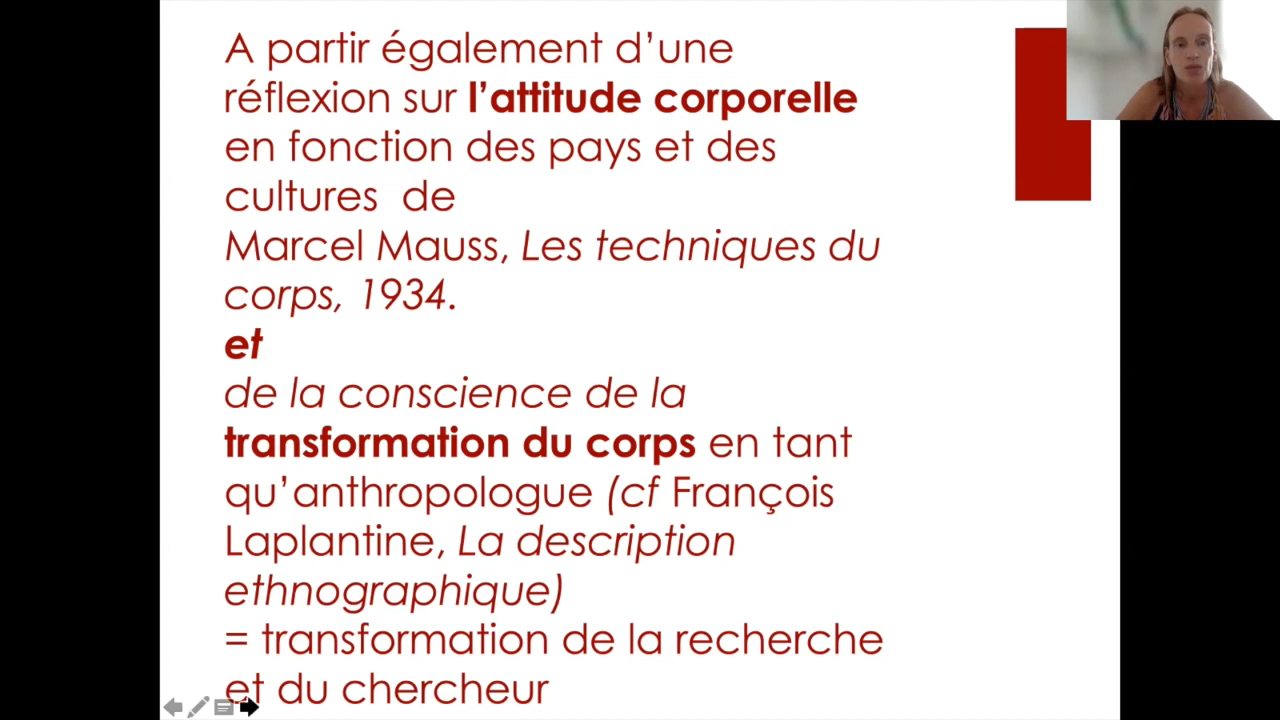 A partir également d’une
réflexion sur l’attitude corporelle
en fonction des pays et des
cultures de
Marcel Mauss, Les techniques du
corps, 1934.
et
de la conscience de la
transformation du corps en tant
qu’anthropologue (cf François
Laplantine, La description
ethnographique)
= transformation de la recherche
et du chercheur